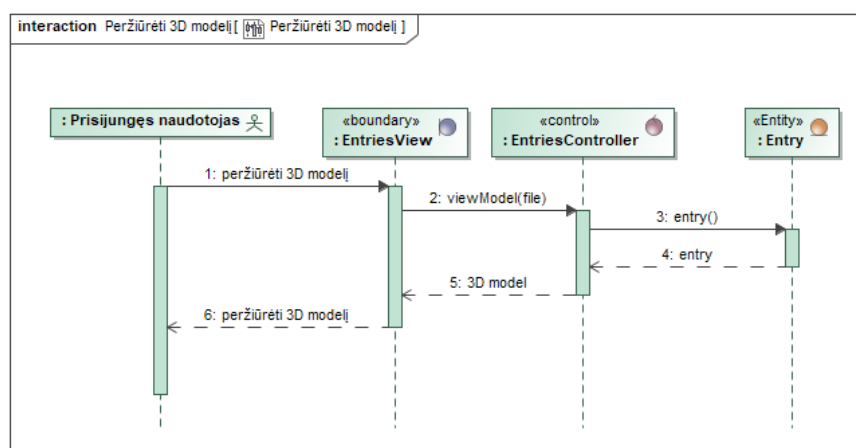 interaction Peržiūrėti 3D modelį[ Peržiūrėti 3D modelį ]
: Prisijungęs naudotojas
«boundary»
: EntriesView
«control»
: EntriesController
«Entity»
: Entry
1: peržiūrėti 3D modelį
2: viewModel(file)
3: entry()
4: entry
5: 3D model
6: peržiūrėti 3D modelį